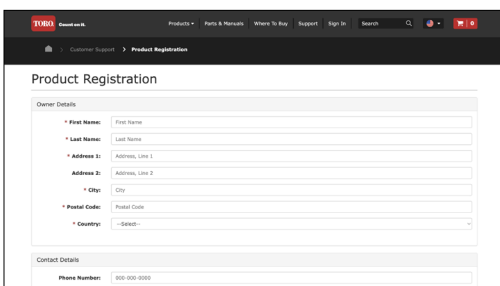 TORO. Count on it. Products Parts & Manuals Where To Buy Support Sign In Search 0
> Customer Support > Product Registration
Product Registration
Owner Details
* First Name: First Name
* Last Name: Last Name
* Address 1: Address, Line 1
Address 2: Address, Line 2
* City: City
* Postal Code: Postal Code
* Country: --Select--
Contact Details
Phone Number: 000-000-0000